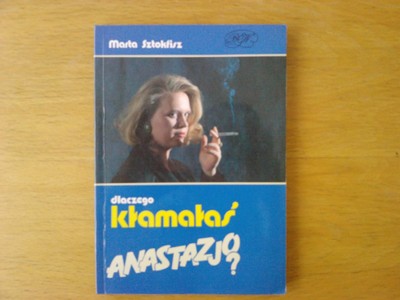 Marta Sztokfisz
dlaczego
kłamałaś
ANASTAZJO?